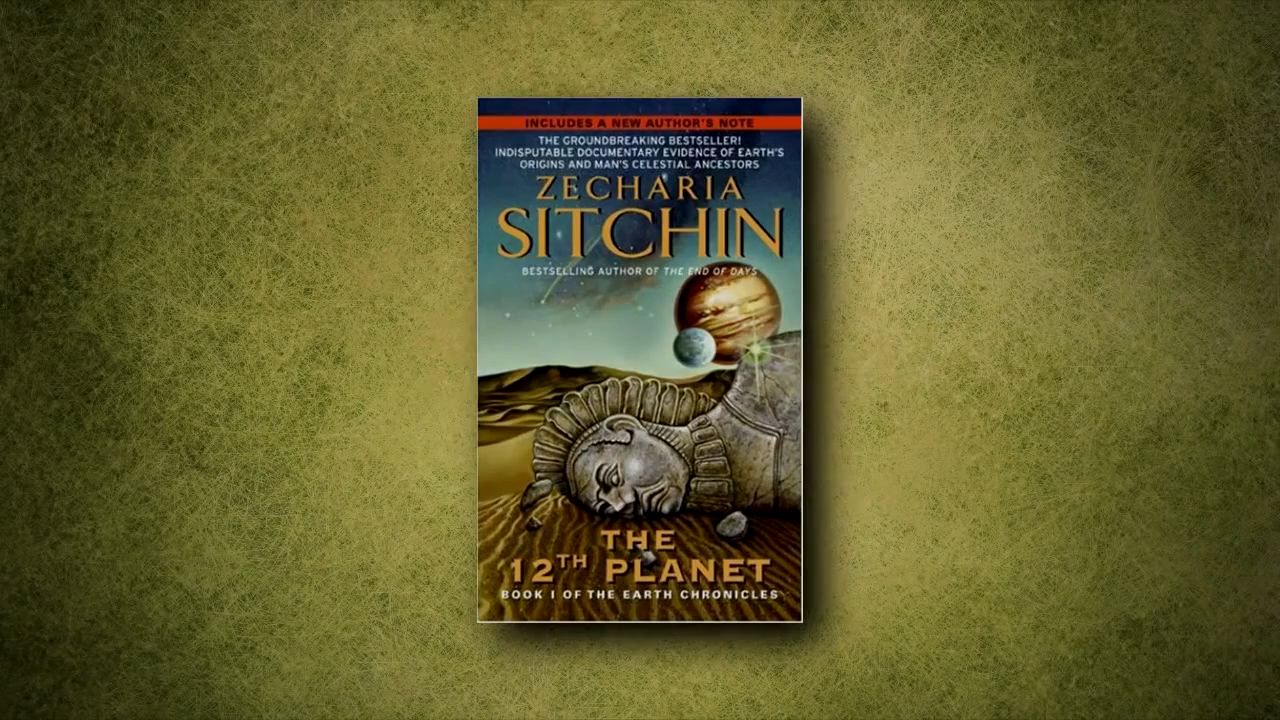 INCLUDES A NEW AUTHOR'S NOTE
THE GROUNDBREAKING BESTSELLER!
INDISPUTABLE DOCUMENTARY EVIDENCE OF EARTH'S
ORIGINS AND MAN'S CELESTIAL ANCESTORS
ZECHARIA
SITCHIN
BESTSELLING AUTHOR OF THE END OF DAYS
THE
12TH PLANET
BOOK I OF THE EARTH CHRONICLES